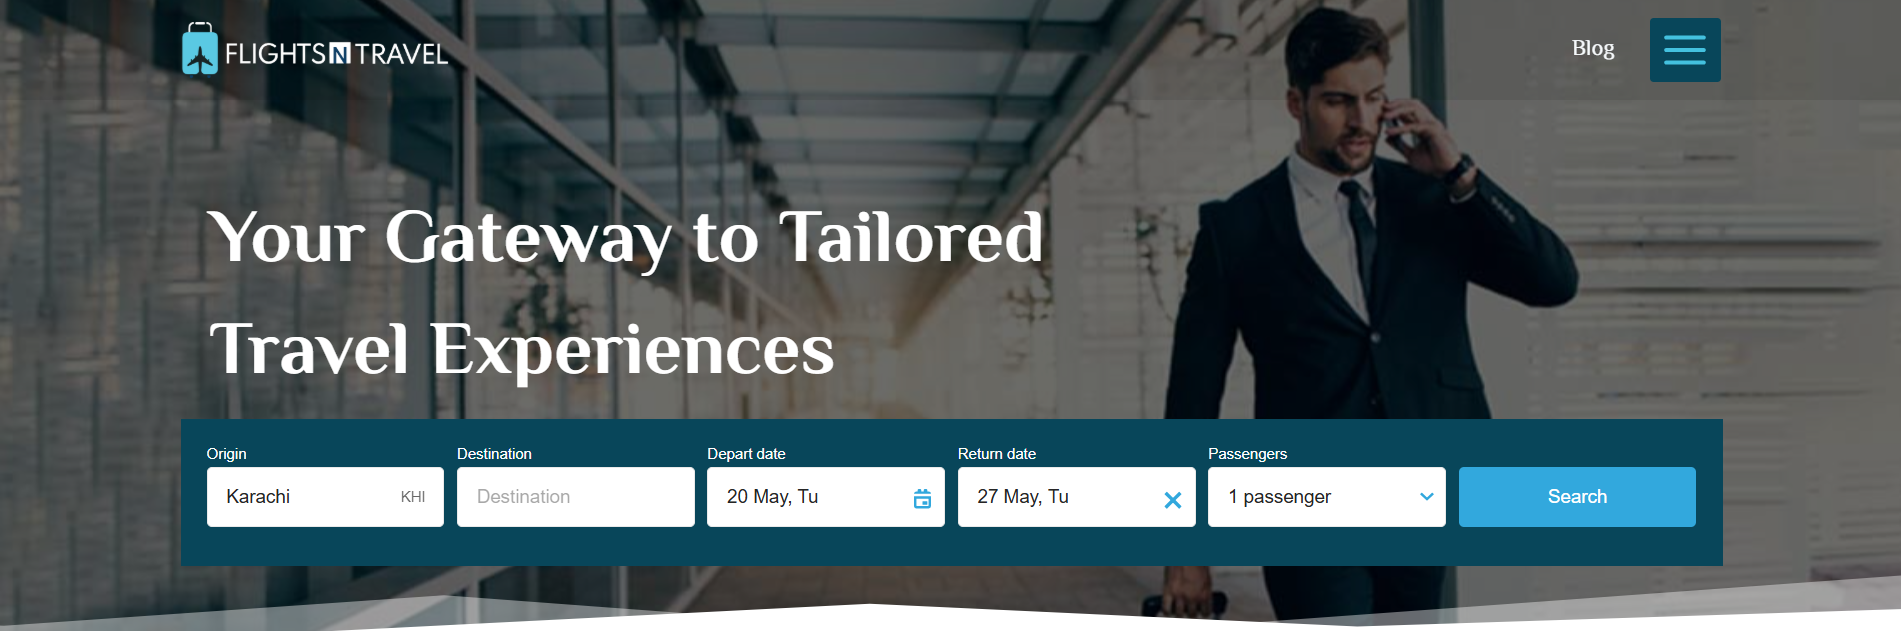 FLIGHTSNTRAVEL
Blog
Your Gateway to Tailored
Travel Experiences
Origin
Destination
Depart date
Return date
Passengers
Karachi KHI
Destination
20 May, Tu
27 May, Tu
1 passenger
Search